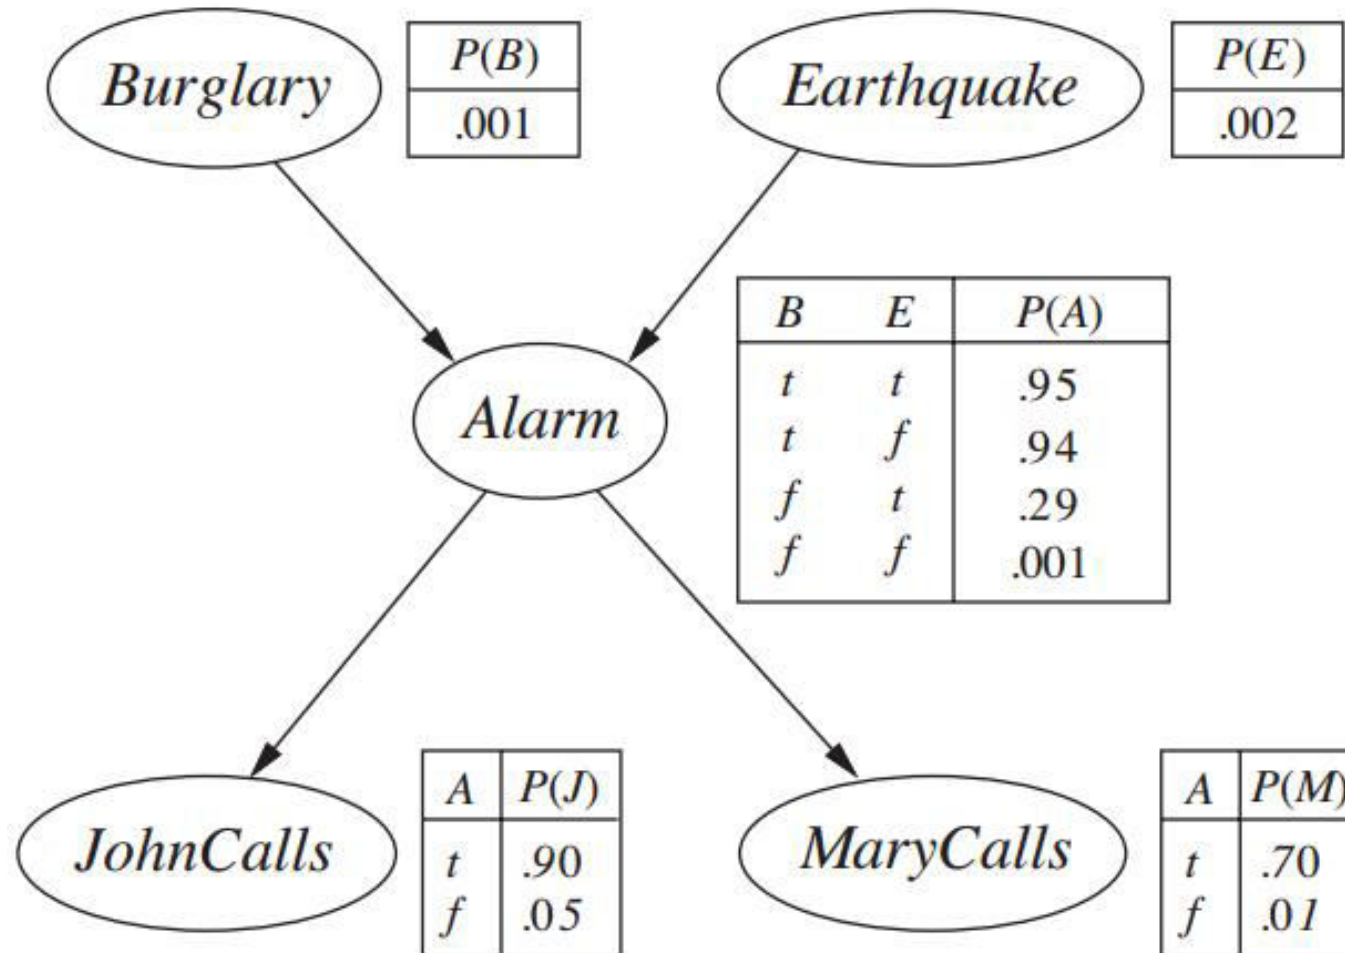 Burglary
P(B)
.001
Earthquake
P(E)
.002
Alarm
B E P(A)
t t .95
t f .94
f t .29
f f .001
JohnCalls
A P(J)
t .90
f .05
MaryCalls
A P(M)
t .70
f .01